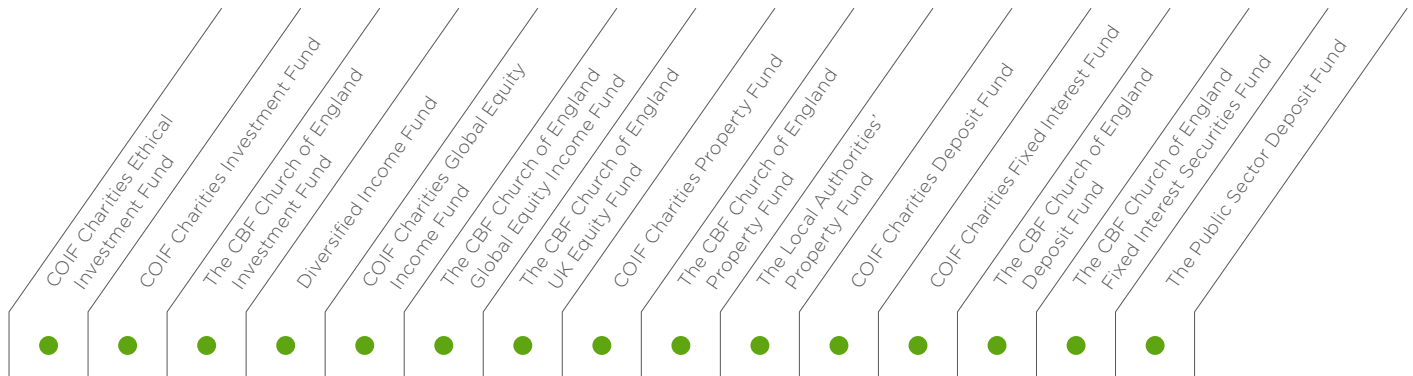 COIF Charities Ethical
Investment Fund
COIF Charities Investment Fund
The CBF Church of England
Investment Fund
Diversified Income Fund
COIF Charities Global Equity
Income Fund
The CBF Church of England
Global Equity Income Fund
The CBF Church of England
UK Equity Fund
COIF Charities Property Fund
The CBF Church of England
Property Fund
The Local Authorities'
Property Fund
COIF Charities Deposit Fund
COIF Charities Fixed Interest Fund
The CBF Church of England
Deposit Fund
The CBF Church of England
Fixed Interest Securities Fund
The Public Sector Deposit Fund